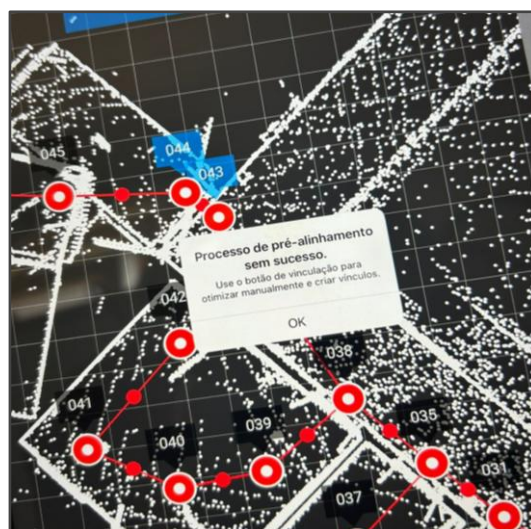 045
044
043
Processo de pré-alinhamento
sem sucesso.
Use o botão de vinculação para
otimizar manualmente e criar vínculos.
OK
042
038
041
039
035
040
031
037